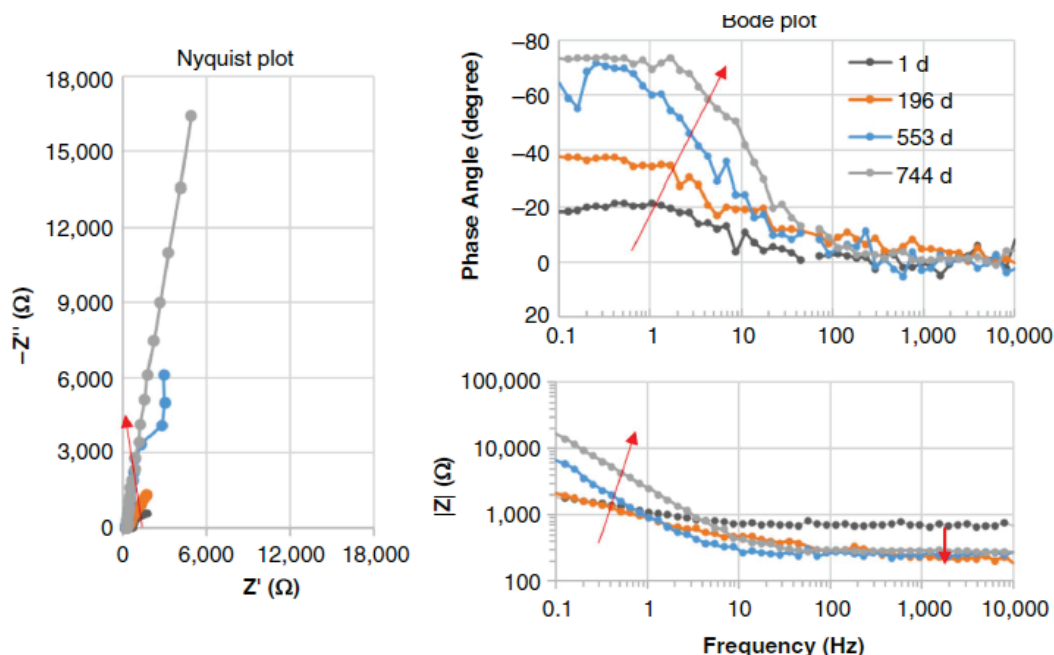 Nyquist plot
18,000
15,000
12,000
9,000
6,000
3,000
0
−Z'' (Ω)
0 6,000 12,000 18,000
Z' (Ω)
Bode plot
−80
−60
−40
−20
0
20
Phase Angle (degree)
1 d
196 d
553 d
744 d
0.1 1 10 100 1,000 10,000
100,000
10,000
1,000
100
|Z| (Ω)
0.1 1 10 100 1,000 10,000
Frequency (Hz)